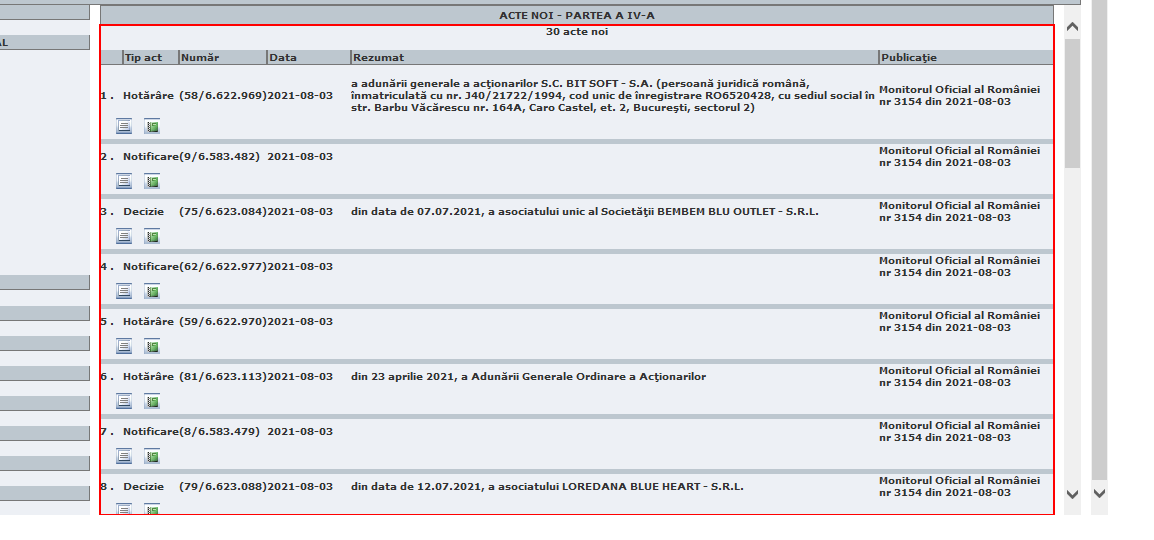 ACTE NOI - PARTEA A IV-A
30 acte noi
AL
Tip act Număr Data Rezumat Publicaţie
1 . Hotărâre (58/6.622.969) 2021-08-03 a adunării generale a acţionarilor S.C. BIT SOFT - S.A. (persoană juridică română,
înmatriculată cu nr. J40/21722/1994, cod unic de înregistrare RO6520428, cu sediul social în
str. Barbu Văcărescu nr. 164A, Caro Castel, et. 2, Bucureşti, sectorul 2)
Monitorul Oficial al României
nr 3154 din 2021-08-03
2 . Notificare (9/6.583.482) 2021-08-03
Monitorul Oficial al României
nr 3154 din 2021-08-03
3 . Decizie (75/6.623.084) 2021-08-03 din data de 07.07.2021, a asociatului unic al Societăţii BEMBEM BLU OUTLET - S.R.L.
Monitorul Oficial al României
nr 3154 din 2021-08-03
4 . Notificare (62/6.622.977) 2021-08-03
Monitorul Oficial al României
nr 3154 din 2021-08-03
5 . Hotărâre (59/6.622.970) 2021-08-03
Monitorul Oficial al României
nr 3154 din 2021-08-03
6 . Hotărâre (81/6.623.113) 2021-08-03 din 23 aprilie 2021, a Adunării Generale Ordinare a Acţionarilor
Monitorul Oficial al României
nr 3154 din 2021-08-03
7 . Notificare (8/6.583.479) 2021-08-03
Monitorul Oficial al României
nr 3154 din 2021-08-03
8 . Decizie (79/6.623.088) 2021-08-03 din data de 12.07.2021, a asociatului LOREDANA BLUE HEART - S.R.L.
Monitorul Oficial al României
nr 3154 din 2021-08-03